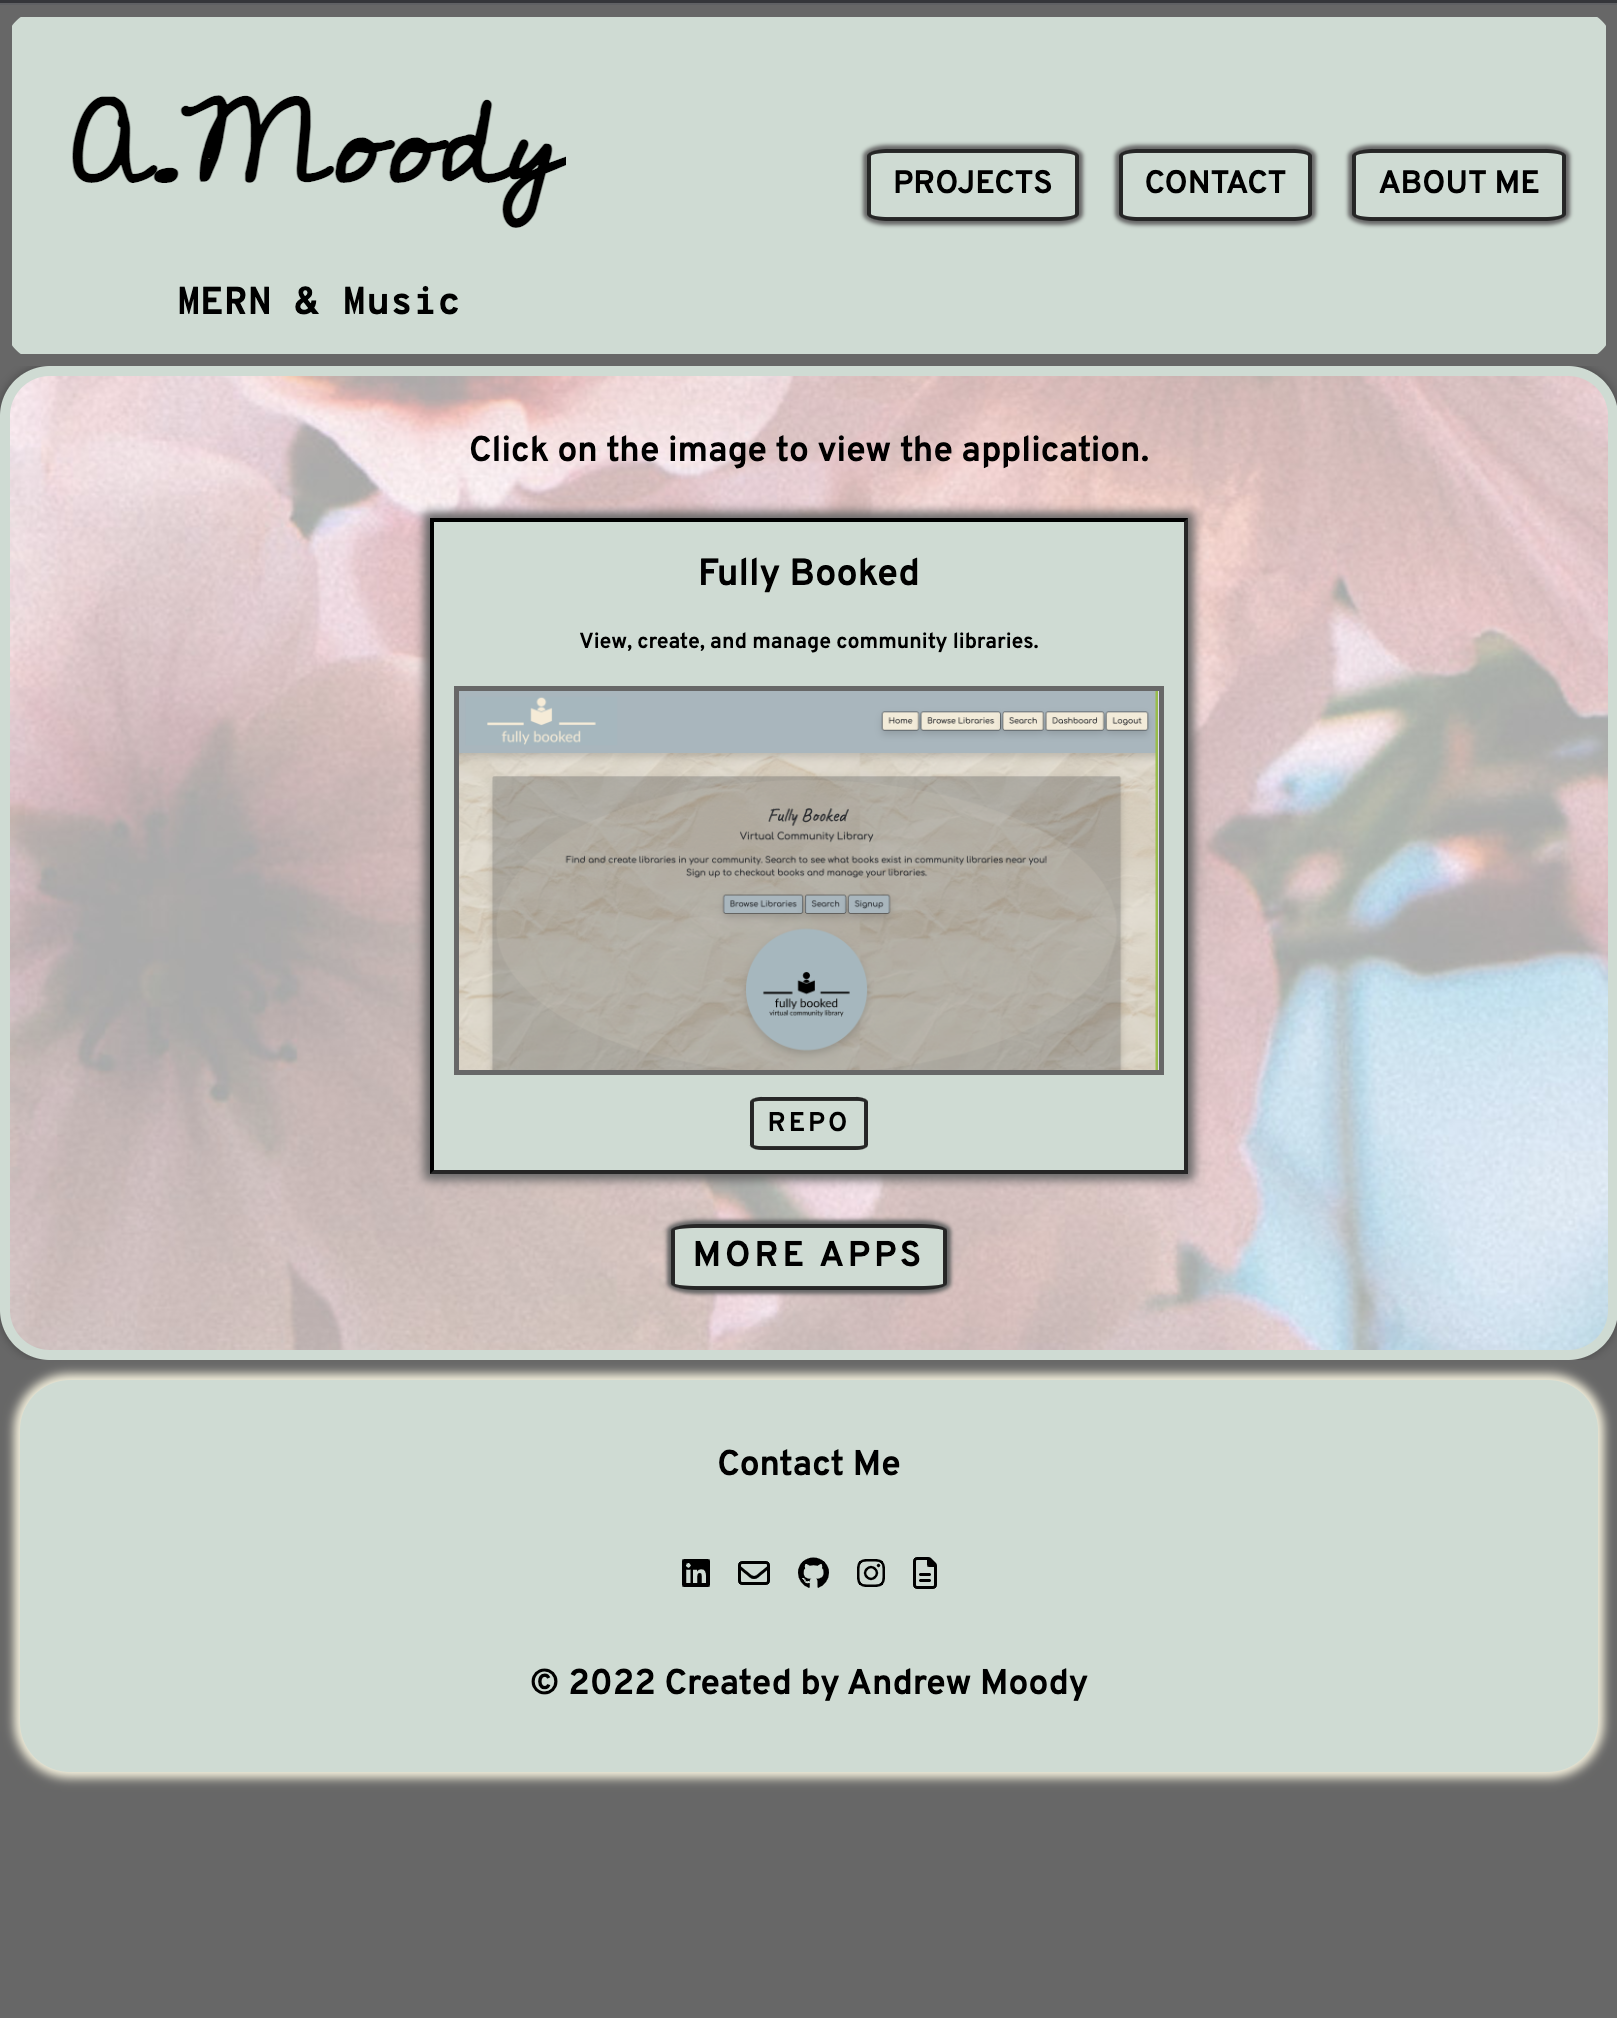 A.Moody
MERN & Music
PROJECTS
CONTACT
ABOUT ME
Click on the image to view the application.
Fully Booked
View, create, and manage community libraries.
fully booked
Home
Browse Libraries
Search
Dashboard
Logout
Fully Booked
Virtual Community Library
Find and create libraries in your community. Search to see what books exist in community libraries near you!
Sign up to checkout books and manage your libraries.
Browse Libraries
Search
Signup
fully booked
virtual community library
REPO
MORE APPS
Contact Me
in
© 2022 Created by Andrew Moody